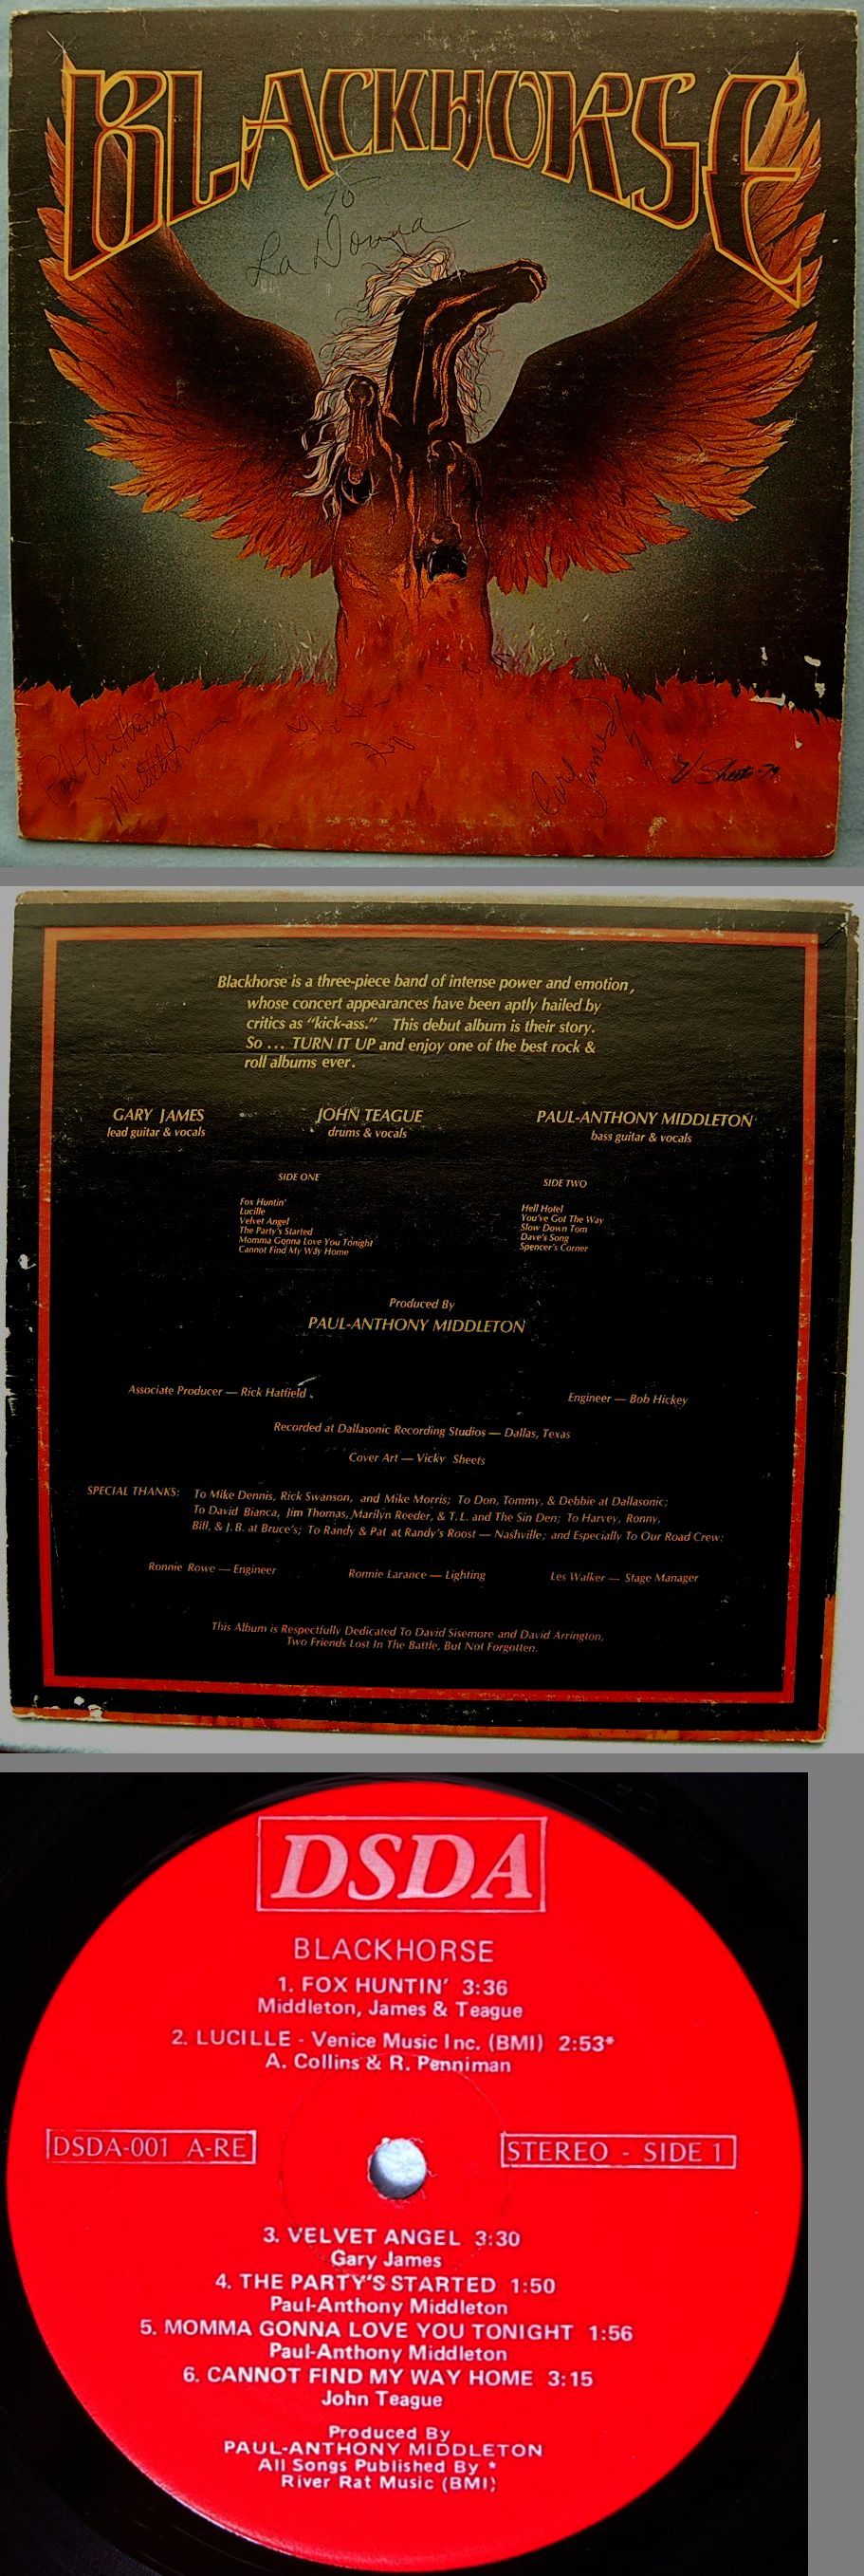 BLACKHORSE
To
La Donna
Paul-Anthony
Middleton
Gary
James
V Sheets-79
Blackhorse is a three-piece band of intense power and emotion,
whose concert appearances have been aptly hailed by
critics as “kick-ass.” This debut album is their story.
So ... TURN IT UP and enjoy one of the best rock &
roll albums ever.
GARY JAMES JOHN TEAGUE PAUL-ANTHONY MIDDLETON
lead guitar & vocals drums & vocals bass guitar & vocals
SIDE ONE
Fox Huntin'
Lucille
Velvet Angel
The Party's Started
Momma Gonna Love You Tonight
Cannot Find My Way Home
SIDE TWO
Hell Hotel
You've Got The Way
Slow Down Tom
Dave's Song
Spencer's Corner
Produced By
PAUL-ANTHONY MIDDLETON
Associate Producer — Rick Hatfield Engineer — Bob Hickey
Recorded at Dallasonic Recording Studios — Dallas, Texas
Cover Art — Vicky Sheets
SPECIAL THANKS: To Mike Dennis, Rick Swanson, and Mike Morris; To Don, Tommy, & Debbie at Dallasonic;
To David Bianca, Jim Thomas, Marilyn Reeder, & T.L. and The Sin Den; To Harvey, Ronny,
Bill, & J.B. at Bruce's; To Randy & Pat at Randy's Roost — Nashville; and Especially To Our Road Crew:
Ronnie Rowe — Engineer Ronnie Larance — Lighting Les Walker — Stage Manager
This Album is Respectfully Dedicated To David Sisemore and David Arrington,
Two Friends Lost In The Battle, But Not Forgotten.
DSDA
BLACKHORSE
1. FOX HUNTIN' 3:36
Middleton, James & Teague
2. LUCILLE - Venice Music Inc. (BMI) 2:53*
A. Collins & R. Penniman
DSDA-001 A-RE STEREO - SIDE 1
3. VELVET ANGEL 3:30
Gary James
4. THE PARTY'S STARTED 1:50
Paul-Anthony Middleton
5. MOMMA GONNA LOVE YOU TONIGHT 1:56
Paul-Anthony Middleton
6. CANNOT FIND MY WAY HOME 3:15
John Teague
Produced By
PAUL-ANTHONY MIDDLETON
All Songs Published By *
River Rat Music (BMI)